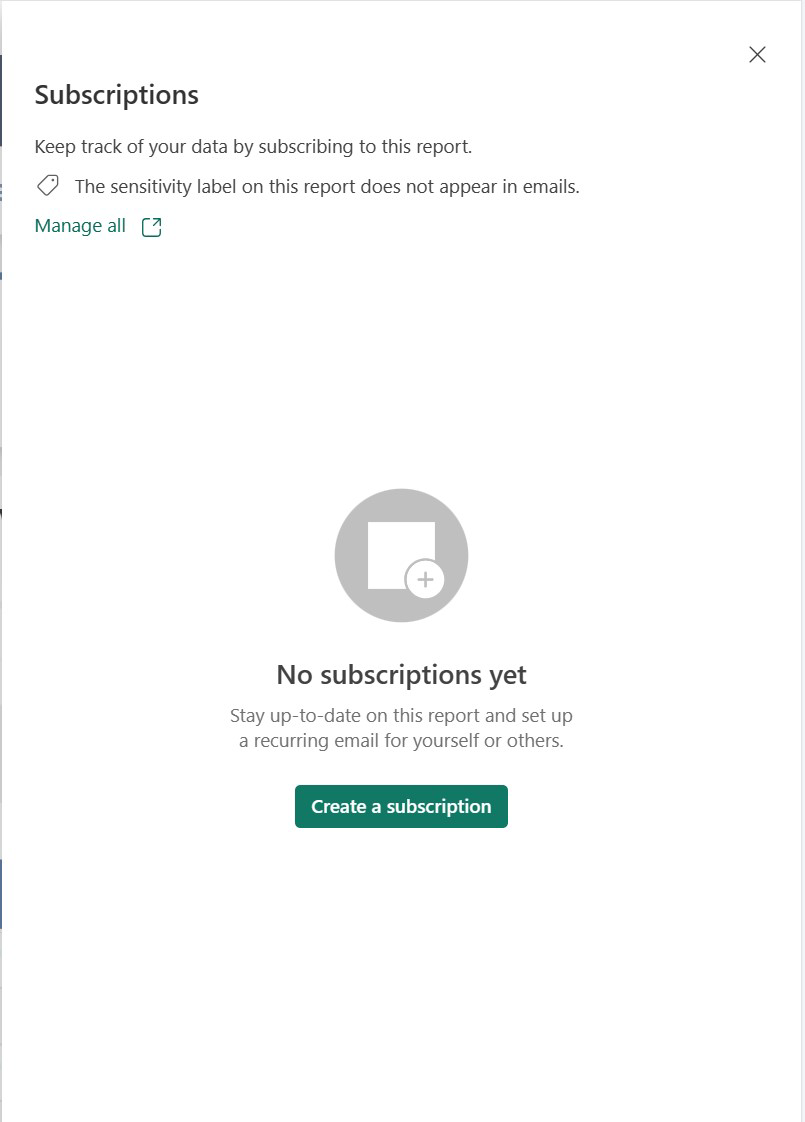 Subscriptions
Keep track of your data by subscribing to this report.
The sensitivity label on this report does not appear in emails.
Manage all
No subscriptions yet
Stay up-to-date on this report and set up
a recurring email for yourself or others.
Create a subscription